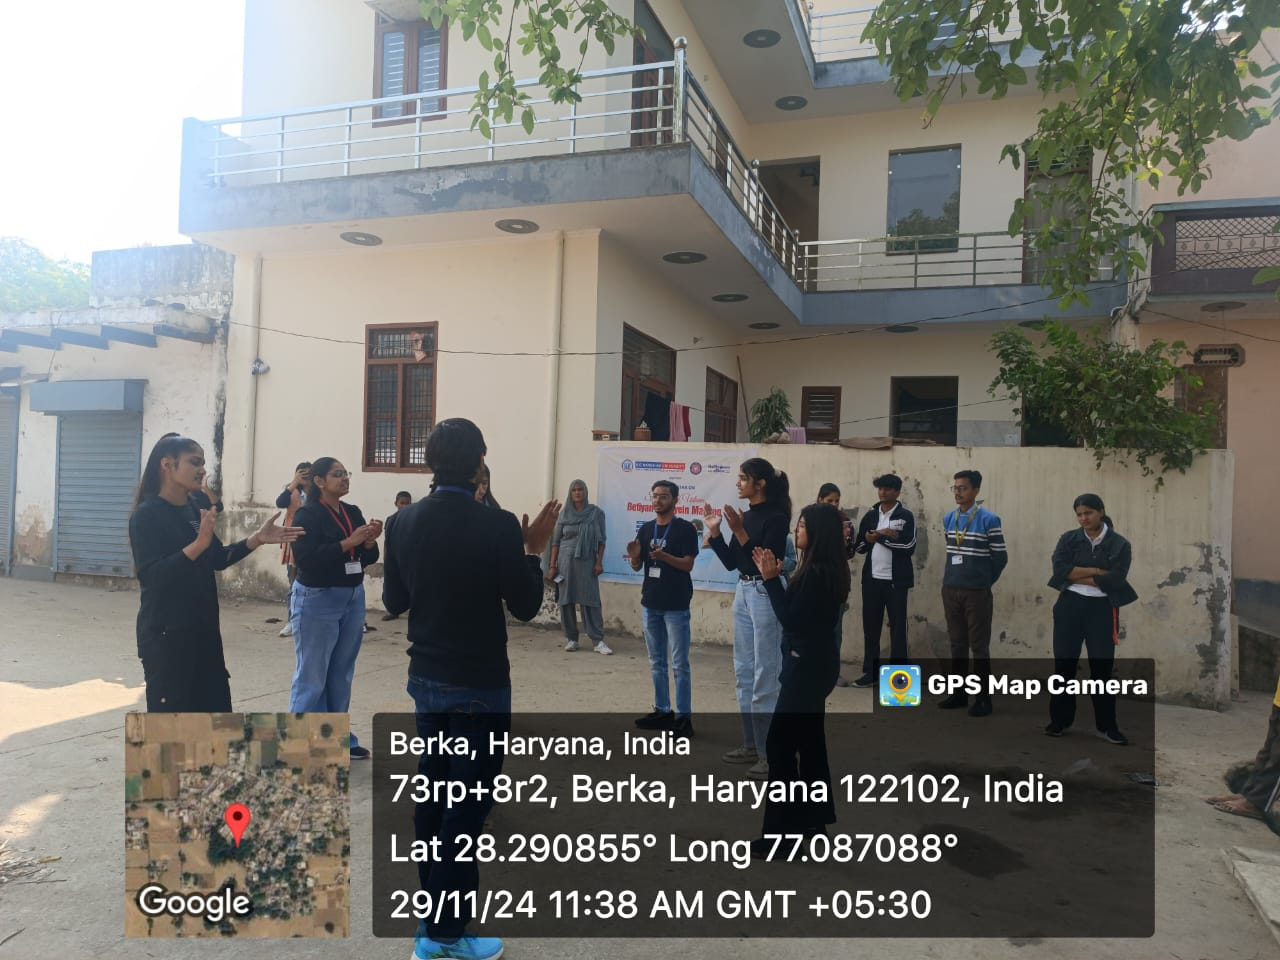 Betiyan
GPS Map Camera
Berka, Haryana, India
73rp+8r2, Berka, Haryana 122102, India
Lat 28.290855° Long 77.087088°
29/11/24 11:38 AM GMT +05:30
Google